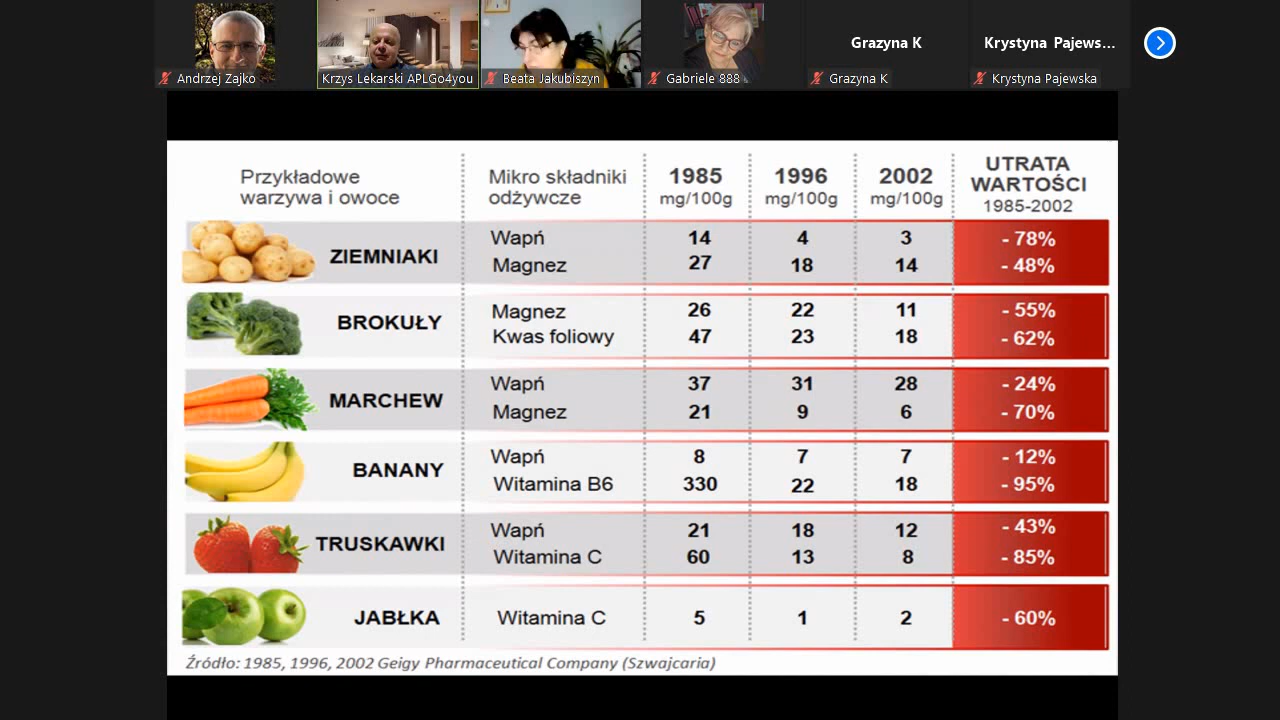 Grazyna K
Krystyna Pajews...
Andrzej Zajko
Krzys Lekarski APLGo4you
Beata Jakubiszyn
Gabriele 888
Grazyna K
Krystyna Pajewska
Przykładowe warzywa i owoce
Mikro składniki odżywcze
1985 mg/100g
1996 mg/100g
2002 mg/100g
UTRATA WARTOŚCI 1985-2002
ZIEMNIAKI
Wapń 14 4 3 - 78%
Magnez 27 18 14 - 48%
BROKUŁY
Magnez 26 22 11 - 55%
Kwas foliowy 47 23 18 - 62%
MARCHEW
Wapń 37 31 28 - 24%
Magnez 21 9 6 - 70%
BANANY
Wapń 8 7 7 - 12%
Witamina B6 330 22 18 - 95%
TRUSKAWKI
Wapń 21 18 12 - 43%
Witamina C 60 13 8 - 85%
JABŁKA
Witamina C 5 1 2 - 60%
Źródło: 1985, 1996, 2002 Geigy Pharmaceutical Company (Szwajcaria)